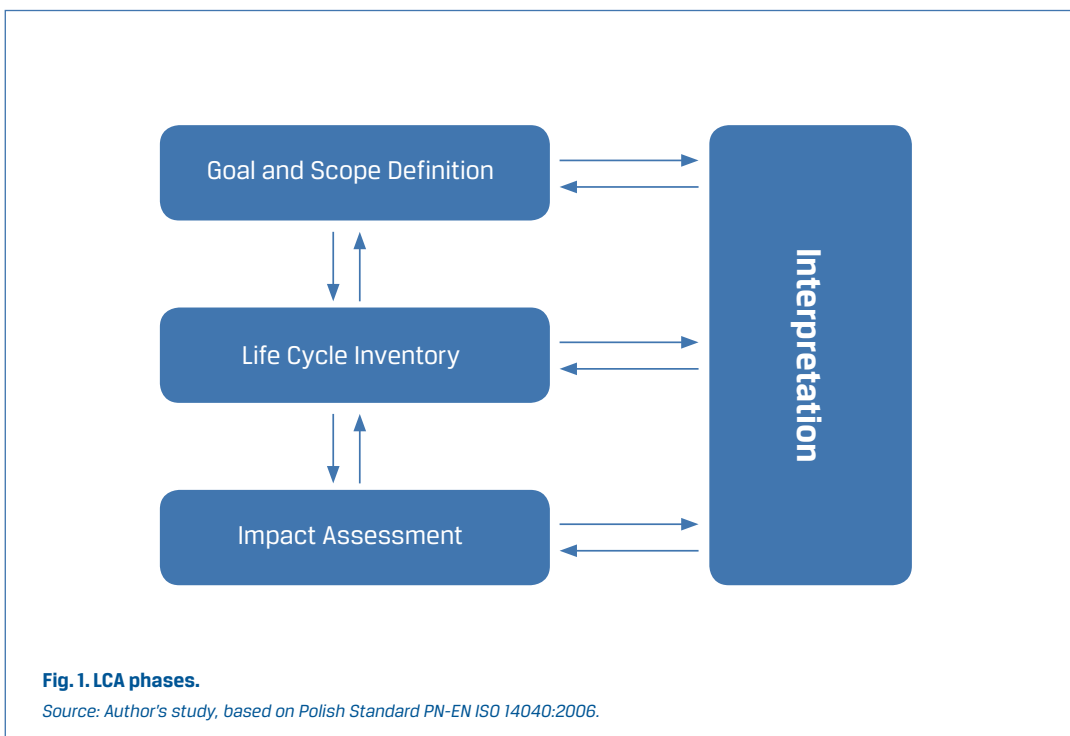 Goal and Scope Definition
Life Cycle Inventory
Impact Assessment
Interpretation
Fig. 1. LCA phases.
Source: Author's study, based on Polish Standard PN-EN ISO 14040:2006.